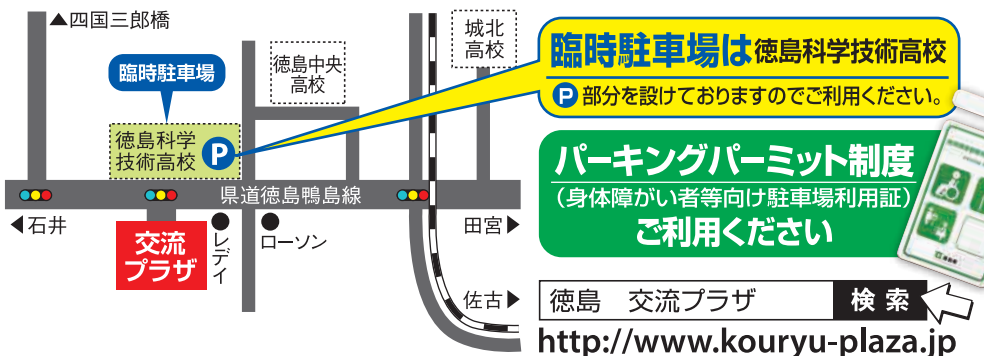 ▲四国三郎橋
城北
高校
徳島中央
高校
臨時駐車場
徳島科学
技術高校
P
県道徳島鴨島線
◀石井
田宮▶
交流
プラザ
レデイ
ローソン
佐古▶
臨時駐車場は徳島科学技術高校
P部分を設けておりますのでご利用ください。
パーキングパーミット制度
(身体障がい者等向け駐車場利用証)
ご利用ください
徳島 交流プラザ 検索
http://www.kouryu-plaza.jp